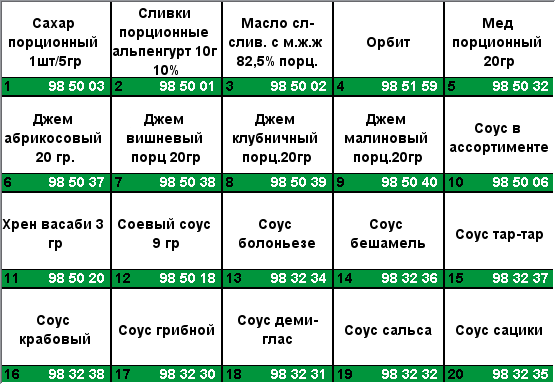 Сахар
порционный
1шт/5гр
1 98 50 03
Сливки
порционные
альпенгурт 10г
10%
2 98 50 01
Масло сл-
слив. с м.ж.ж
82,5% порц.
3 98 50 02
Орбит
4 98 51 59
Мед
порционный
20гр
5 98 50 32
Джем
абрикосовый
20 гр.
6 98 50 37
Джем
вишневый
порц 20гр
7 98 50 38
Джем
клубничный
порц.20гр
8 98 50 39
Джем
малиновый
порц.20гр
9 98 50 40
Соус в
ассортименте
10 98 50 06
Хрен васаби 3
гр
11 98 50 20
Соевый соус
9 гр
12 98 50 18
Соус
болоньезе
13 98 32 34
Соус
бешамель
14 98 32 36
Соус тар-тар
15 98 32 37
Соус
крабовый
16 98 32 38
Соус грибной
17 98 32 30
Соус деми-
глас
18 98 32 31
Соус сальса
19 98 32 32
Соус сацики
20 98 32 35